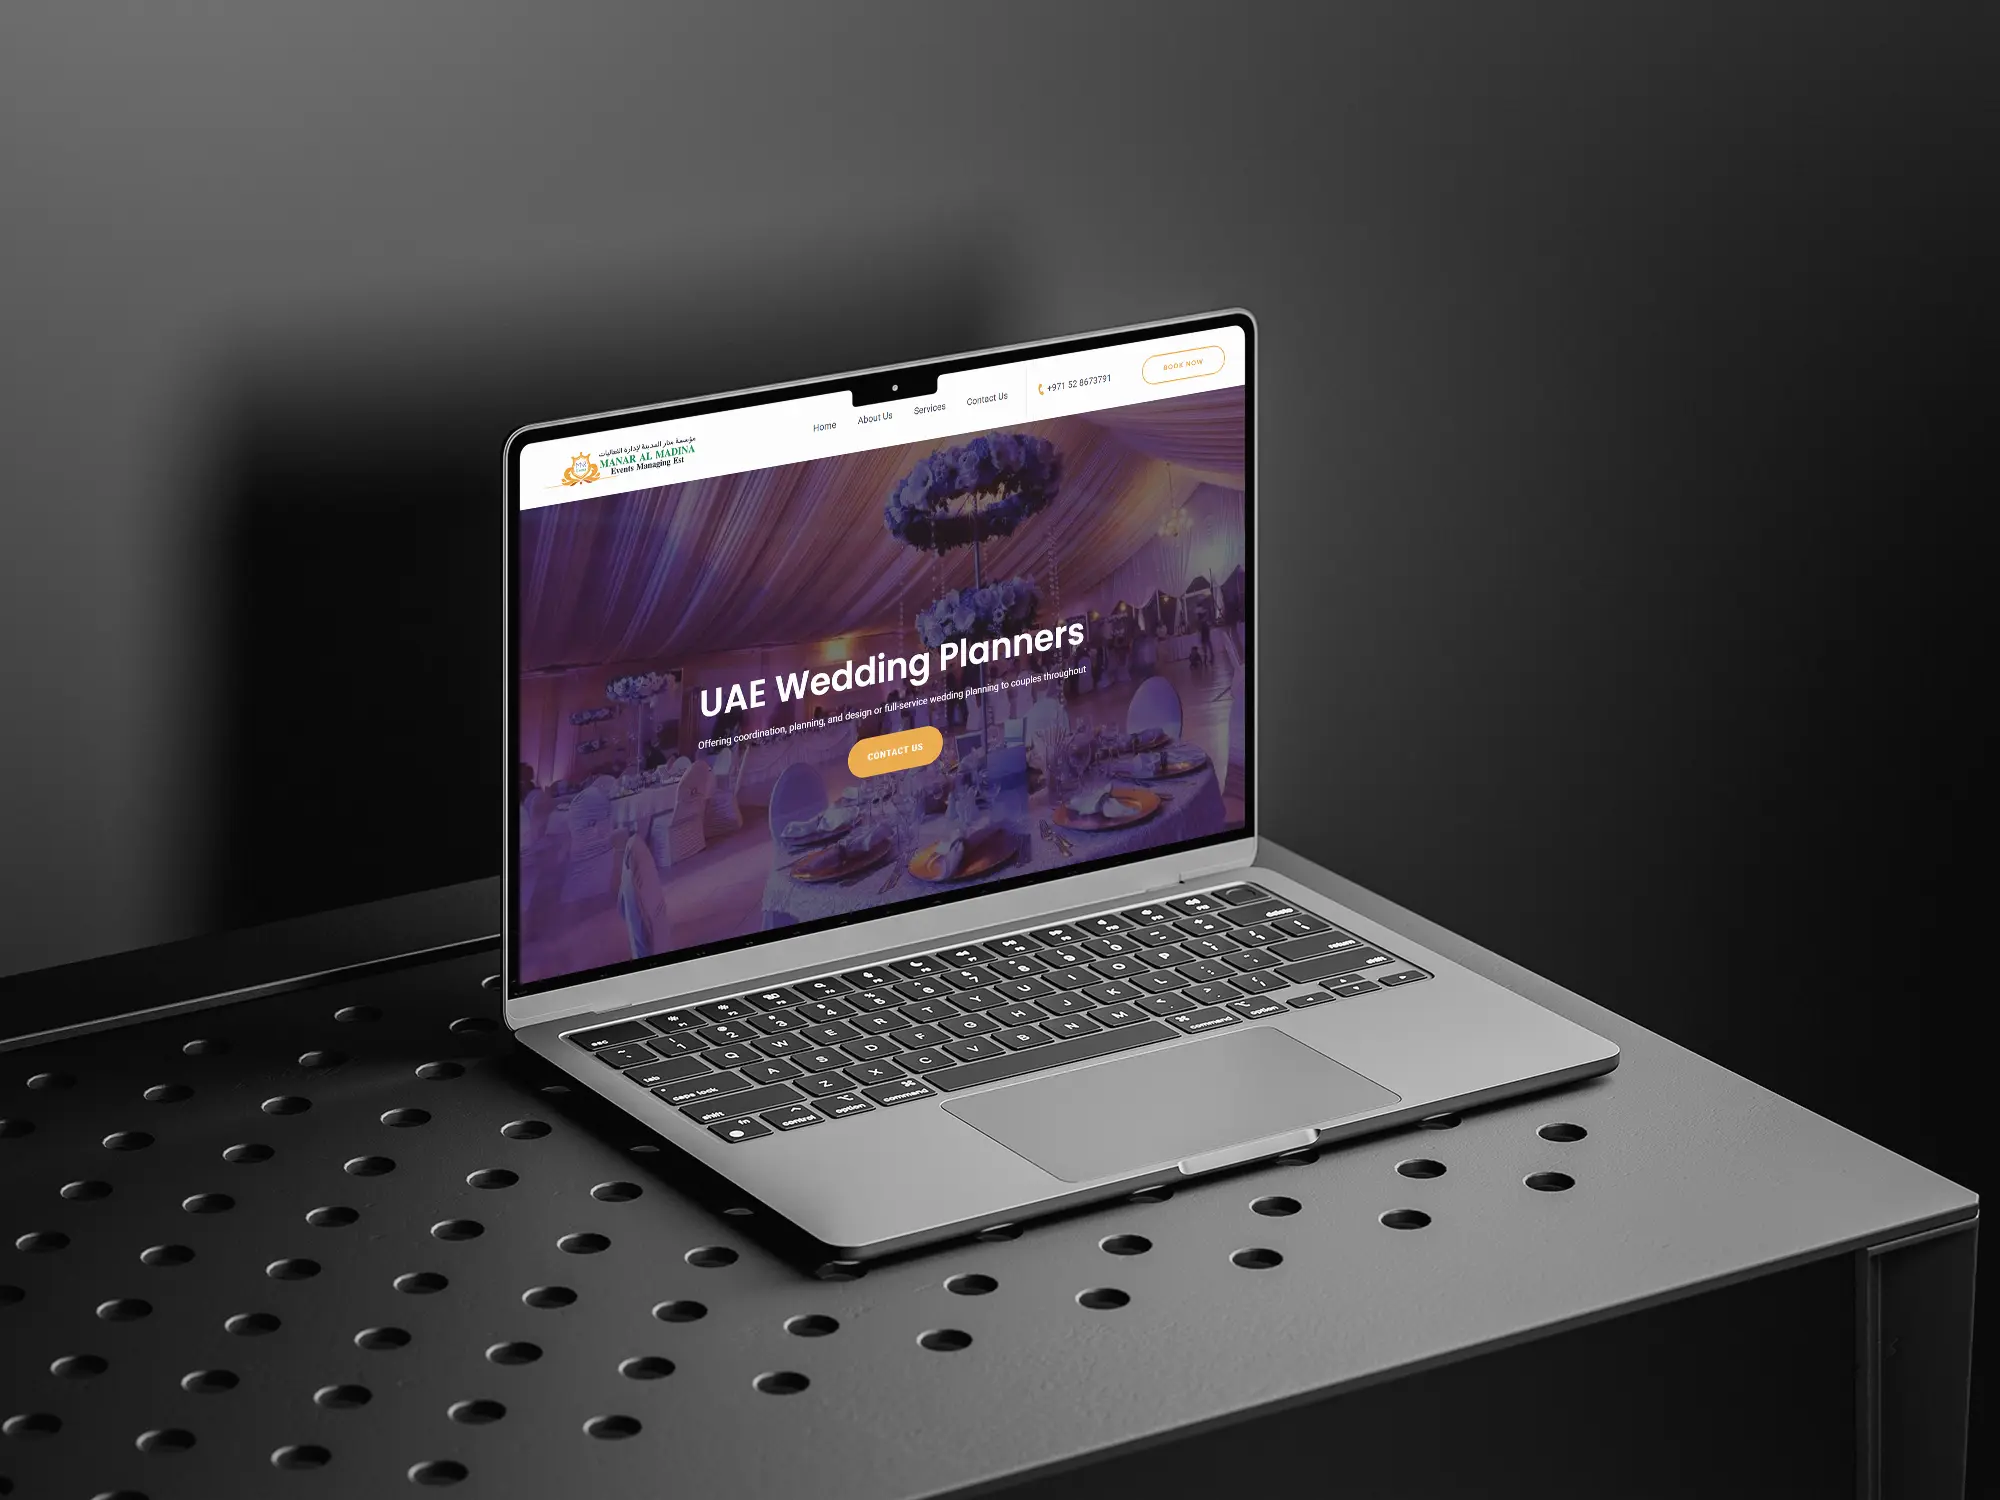 مؤسسة منار المدينة لإدارة الفعاليات
MANAR AL MADINA
Events Managing Est
Home
About Us
Services
Contact Us
+971 52 8673791
BOOK NOW
UAE Wedding Planners
Offering coordination, planning, and design or full-service wedding planning to couples throughout
CONTACT US
esc
delete
tab
Q W E R T Y U I O P
return
caps lock
A S D F G H J K L
shift
Z X C V B N M
shift
fn
control
option
command
command
option